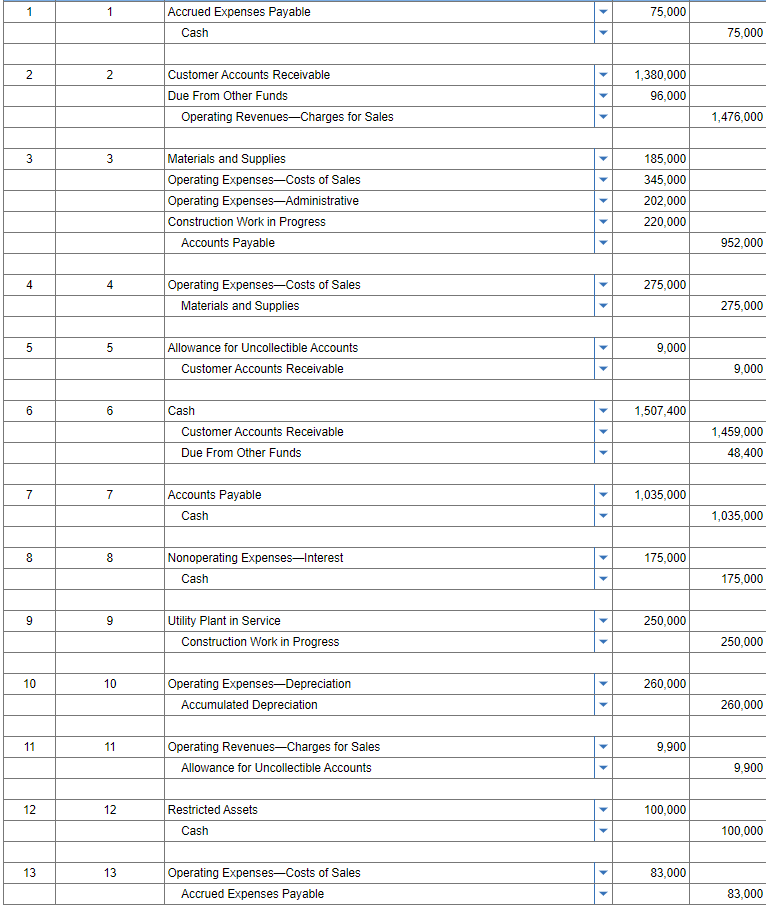 1 1 Accrued Expenses Payable 75,000
Cash 75,000
2 2 Customer Accounts Receivable 1,380,000
Due From Other Funds 96,000
Operating Revenues—Charges for Sales 1,476,000
3 3 Materials and Supplies 185,000
Operating Expenses—Costs of Sales 345,000
Operating Expenses—Administrative 202,000
Construction Work in Progress 220,000
Accounts Payable 952,000
4 4 Operating Expenses—Costs of Sales 275,000
Materials and Supplies 275,000
5 5 Allowance for Uncollectible Accounts 9,000
Customer Accounts Receivable 9,000
6 6 Cash 1,507,400
Customer Accounts Receivable 1,459,000
Due From Other Funds 48,400
7 7 Accounts Payable 1,035,000
Cash 1,035,000
8 8 Nonoperating Expenses—Interest 175,000
Cash 175,000
9 9 Utility Plant in Service 250,000
Construction Work in Progress 250,000
10 10 Operating Expenses—Depreciation 260,000
Accumulated Depreciation 260,000
11 11 Operating Revenues—Charges for Sales 9,900
Allowance for Uncollectible Accounts 9,900
12 12 Restricted Assets 100,000
Cash 100,000
13 13 Operating Expenses—Costs of Sales 83,000
Accrued Expenses Payable 83,000